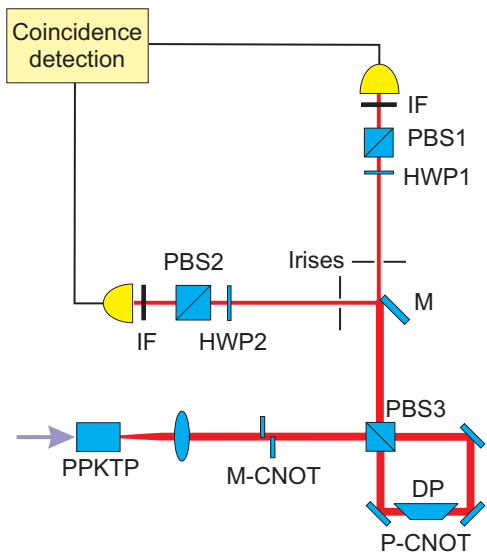 Coincidence
detection
IF
PBS1
HWP1
Irises
PBS2
M
IF
HWP2
PBS3
PPKTP
M-CNOT
DP
P-CNOT